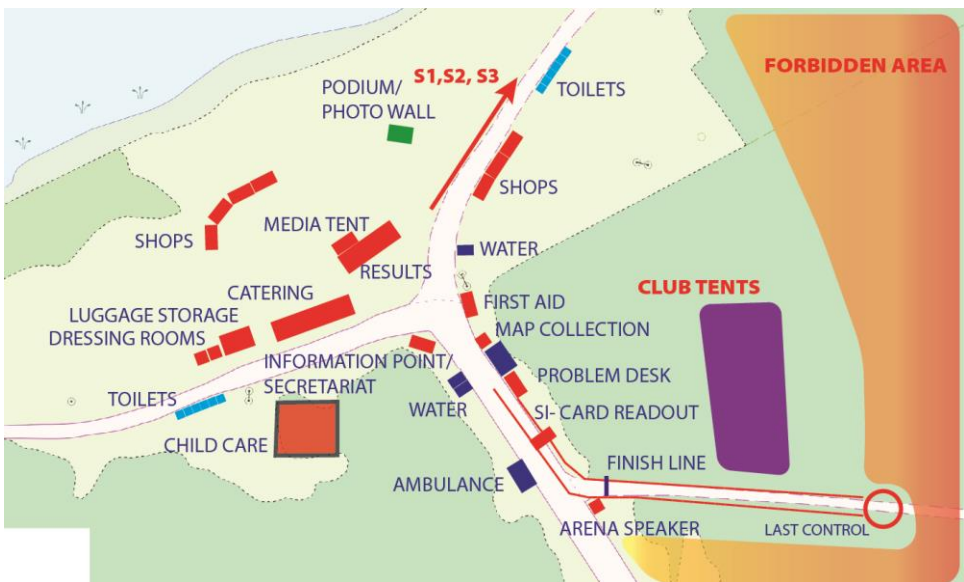 FORBIDDEN AREA
S1,S2, S3
TOILETS
PODIUM/
PHOTO WALL
SHOPS
MEDIA TENT
SHOPS
WATER
RESULTS
CATERING
CLUB TENTS
FIRST AID
LUGGAGE STORAGE
MAP COLLECTION
DRESSING ROOMS
INFORMATION POINT/
SECRETARIAT
PROBLEM DESK
TOILETS
WATER
SI- CARD READOUT
CHILD CARE
FINISH LINE
AMBULANCE
ARENA SPEAKER
LAST CONTROL